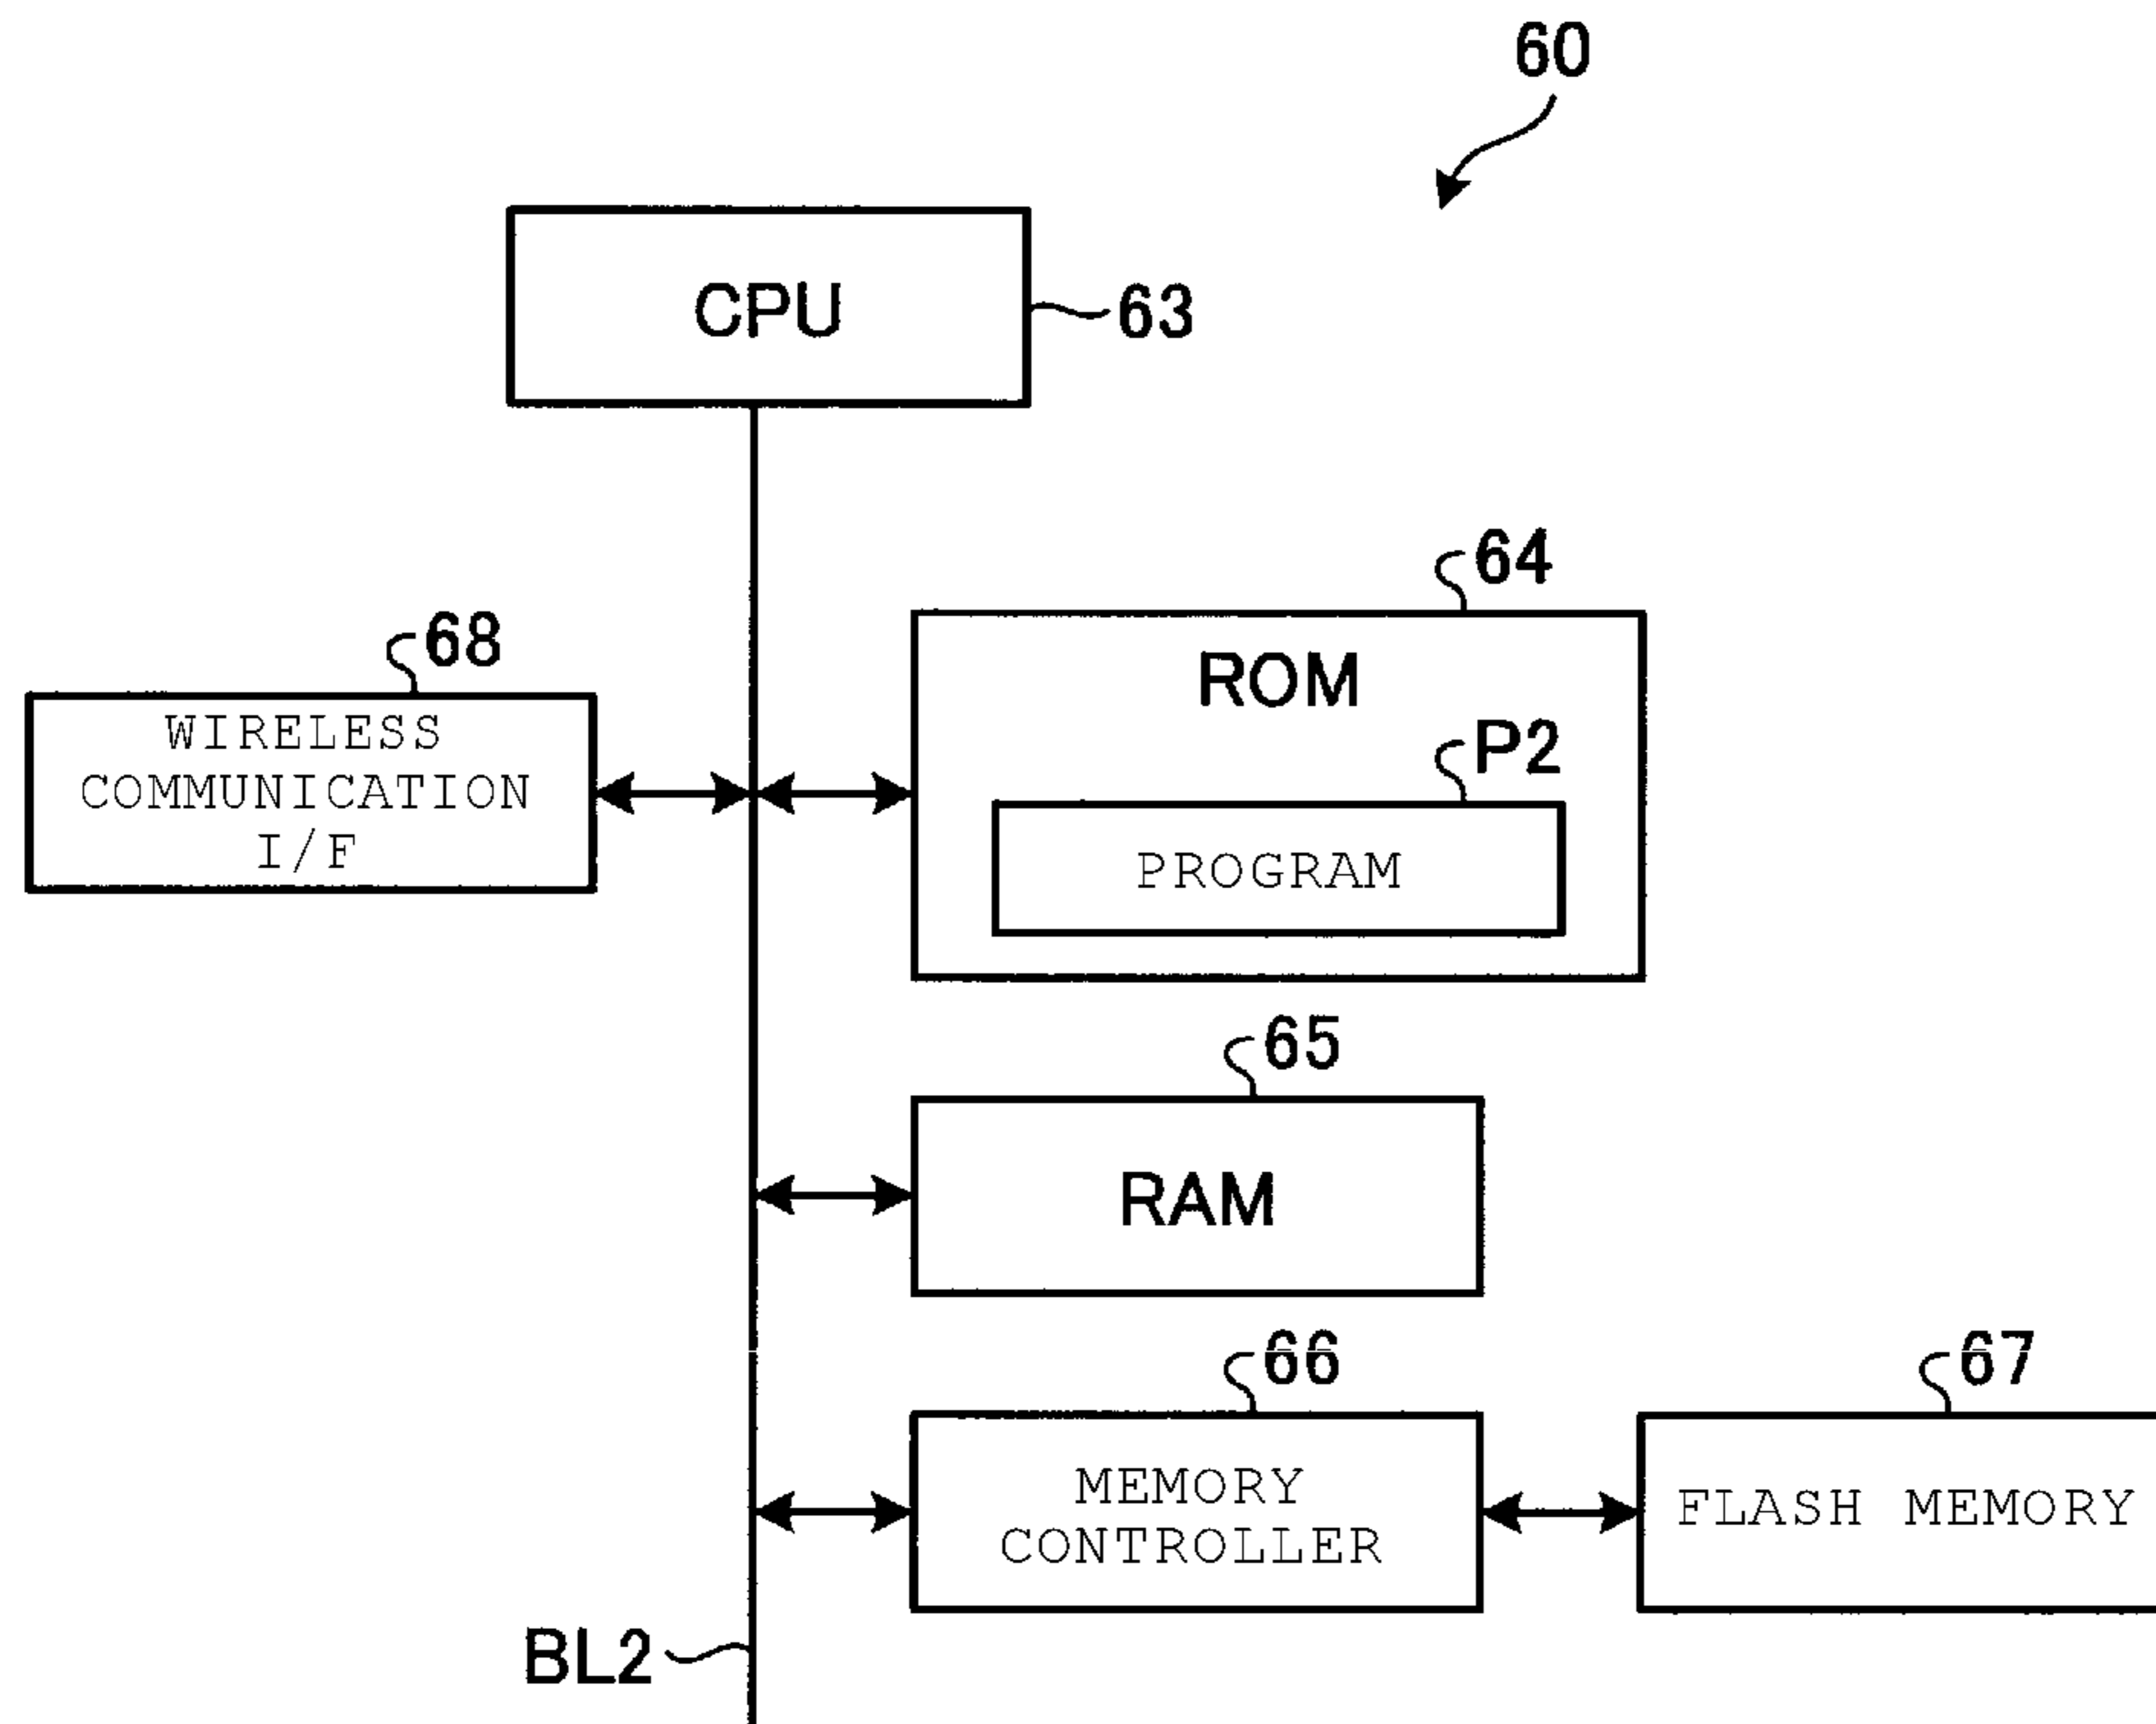 60
CPU
63
64
68
ROM
WIRELESS
COMMUNICATION
I/F
P2
PROGRAM
65
RAM
66
67
MEMORY
CONTROLLER
FLASH MEMORY
BL2